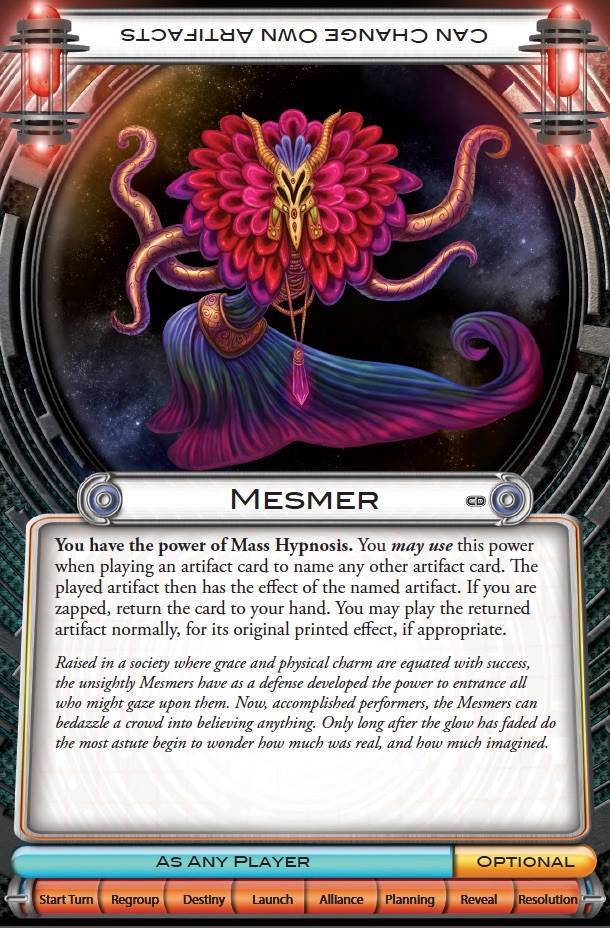 CAN CHANGE OWN ARTIFACTS
MESMER
CD
You have the power of Mass Hypnosis. You may use this power
when playing an artifact card to name any other artifact card. The
played artifact then has the effect of the named artifact. If you are
zapped, return the card to your hand. You may play the returned
artifact normally, for its original printed effect, if appropriate.
Raised in a society where grace and physical charm are equated with success,
the unsightly Mesmers have as a defense developed the power to entrance all
who might gaze upon them. Now, accomplished performers, the Mesmers can
bedazzle a crowd into believing anything. Only long after the glow has faded do
the most astute begin to wonder how much was real, and how much imagined.
AS ANY PLAYER OPTIONAL
Start Turn Regroup Destiny Launch Alliance Planning Reveal Resolution